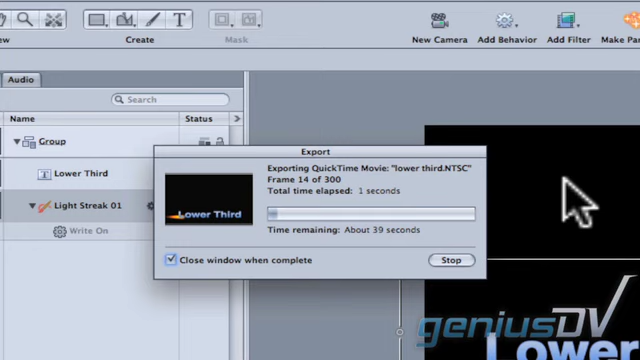 ew
Create
Mask
New Camera
Add Behavior
Add Filter
Make Par
T
Audio
Search
Name
Status
Group
T
Lower Third
Light Streak 01
Write On
Export
Exporting QuickTime Movie: "lower third.NTSC"
Frame 14 of 300
Total time elapsed: 1 seconds
Lower Third
Time remaining: About 39 seconds
Close window when complete
Stop
geniusDV
Lower